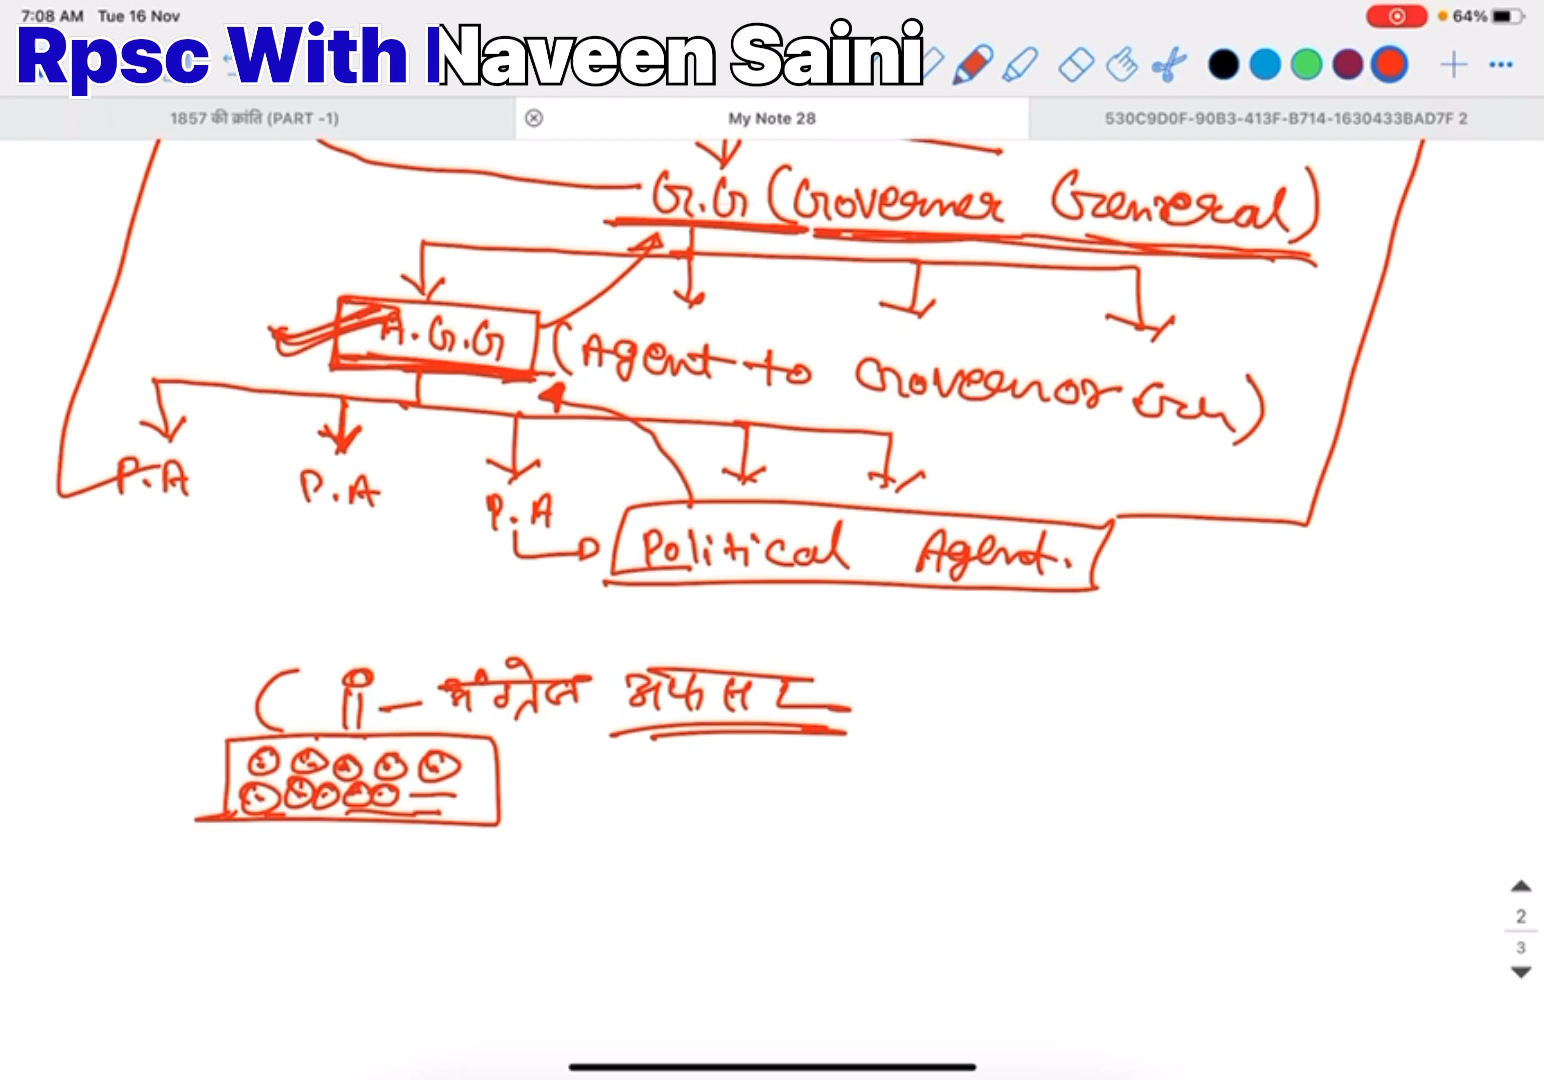 7:08 AM Tue 16 Nov
64%
Rpsc With Naveen Saini
1857 की क्रांति (PART -1)
My Note 28
530C9D0F-90B3-413F-B714-1630433BAD7F 2
G.G (Governer General)
A.G.G (Agent to Governor Gen)
P.A
P.A
P.A
Political Agent.
( ii - अंग्रेज अफसर
2
3